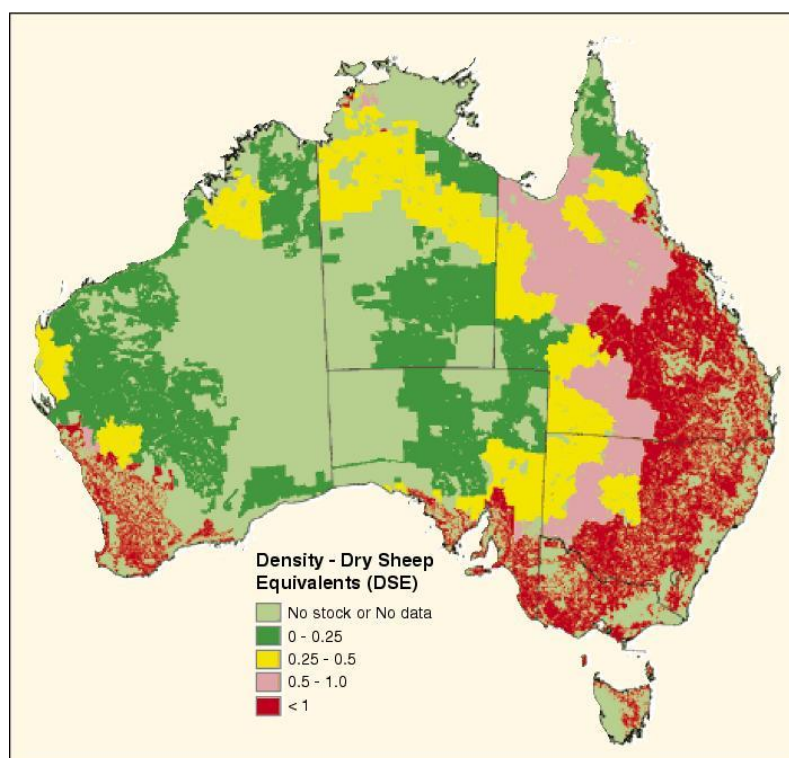 Density - Dry Sheep
Equivalents (DSE)
No stock or No data
0 - 0.25
0.25 - 0.5
0.5 - 1.0
< 1